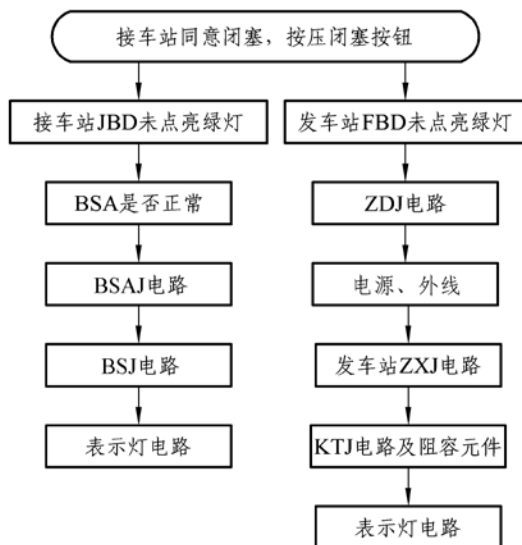 接车站同意闭塞，按压闭塞按钮
接车站JBD未点亮绿灯
BSA是否正常
BSAJ电路
BSJ电路
表示灯电路
发车站FBD未点亮绿灯
ZDJ电路
电源、外线
发车站ZXJ电路
KTJ电路及阻容元件
表示灯电路